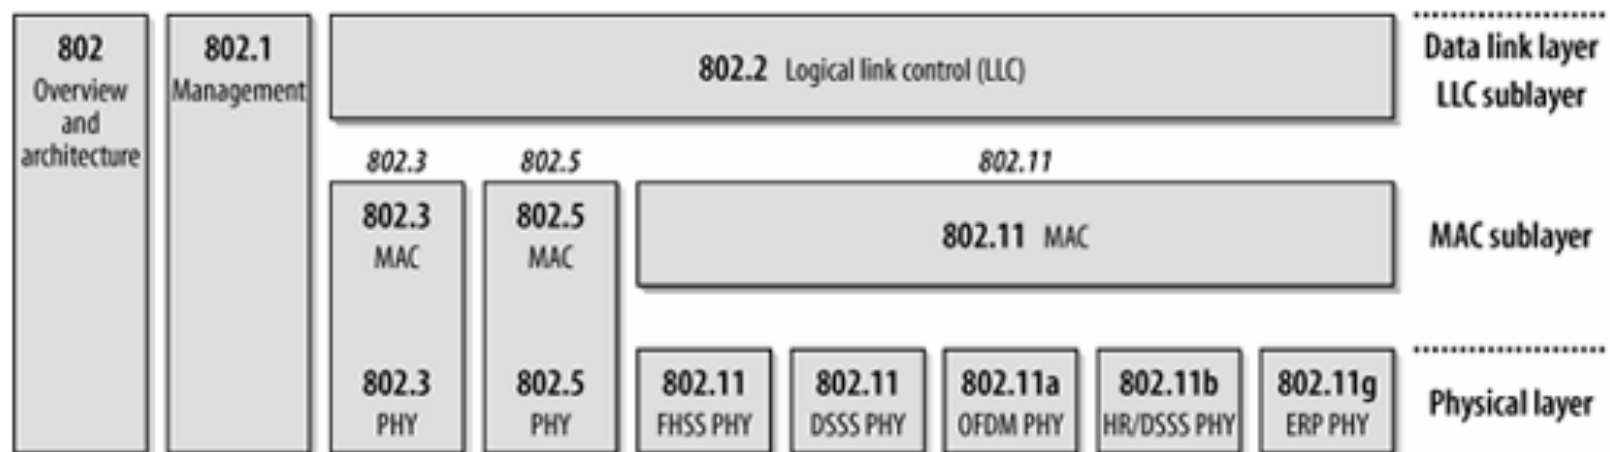 802
Overview
and
architecture
802.1
Management
802.2 Logical link control (LLC)
Data link layer
LLC sublayer
802.3
802.5
802.11
802.3
MAC
802.5
MAC
802.11 MAC
MAC sublayer
802.3
PHY
802.5
PHY
802.11
FHSS PHY
802.11
DSSS PHY
802.11a
OFDM PHY
802.11b
HR/DSSS PHY
802.11g
ERP PHY
Physical layer